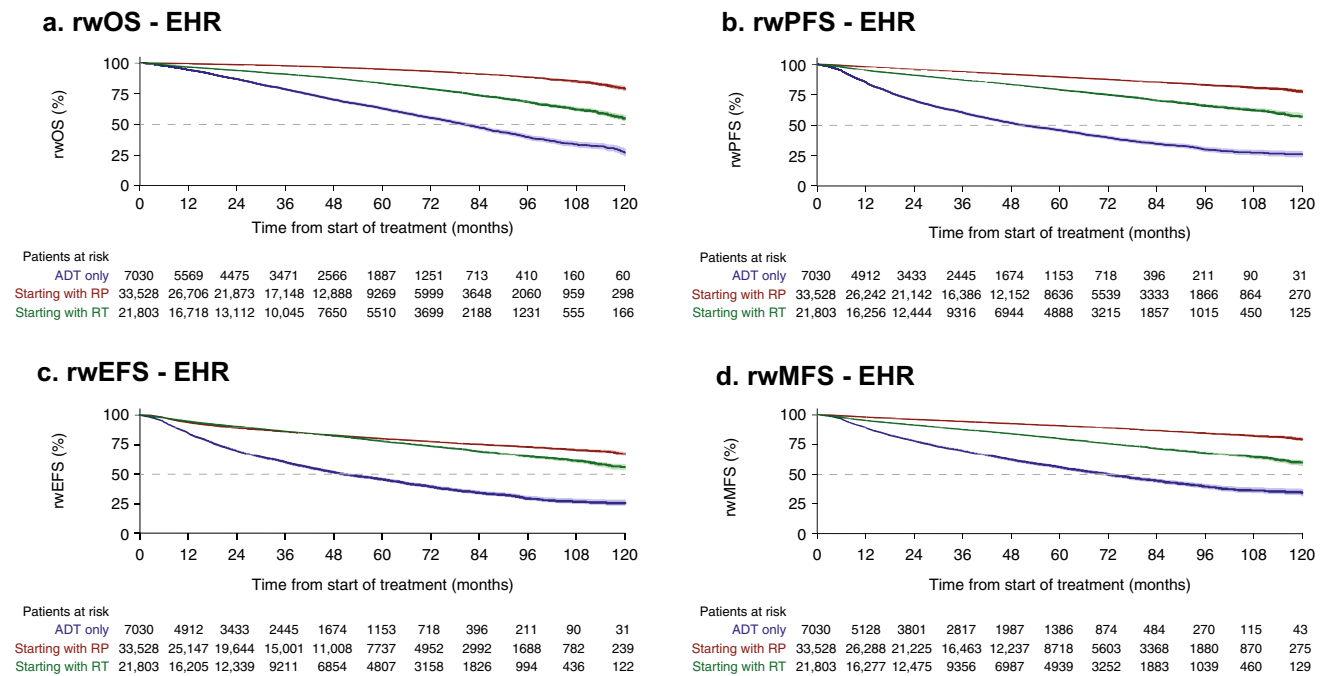 a. rwOS - EHR
100
75
50
25
0
rwOS (%)
0 12 24 36 48 60 72 84 96 108 120
Time from start of treatment (months)
Patients at risk
ADT only 7030 5569 4475 3471 2566 1887 1251 713 410 160 60
Starting with RP 33,528 26,706 21,873 17,148 12,888 9269 5999 3648 2060 959 298
Starting with RT 21,803 16,718 13,112 10,045 7650 5510 3699 2188 1231 555 166
b. rwPFS - EHR
100
75
50
25
0
rwPFS (%)
0 12 24 36 48 60 72 84 96 108 120
Time from start of treatment (months)
Patients at risk
ADT only 7030 4912 3433 2445 1674 1153 718 396 211 90 31
Starting with RP 33,528 26,242 21,142 16,386 12,152 8636 5539 3333 1866 864 270
Starting with RT 21,803 16,256 12,444 9316 6944 4888 3215 1857 1015 450 125
c. rwEFS - EHR
100
75
50
25
0
rwEFS (%)
0 12 24 36 48 60 72 84 96 108 120
Time from start of treatment (months)
Patients at risk
ADT only 7030 4912 3433 2445 1674 1153 718 396 211 90 31
Starting with RP 33,528 25,147 19,644 15,001 11,008 7737 4952 2992 1688 782 239
Starting with RT 21,803 16,205 12,339 9211 6854 4807 3158 1826 994 436 122
d. rwMFS - EHR
100
75
50
25
0
rwMFS (%)
0 12 24 36 48 60 72 84 96 108 120
Time from start of treatment (months)
Patients at risk
ADT only 7030 5128 3801 2817 1987 1386 874 484 270 115 43
Starting with RP 33,528 26,288 21,225 16,463 12,237 8718 5603 3368 1880 870 275
Starting with RT 21,803 16,277 12,475 9356 6987 4939 3252 1883 1039 460 129